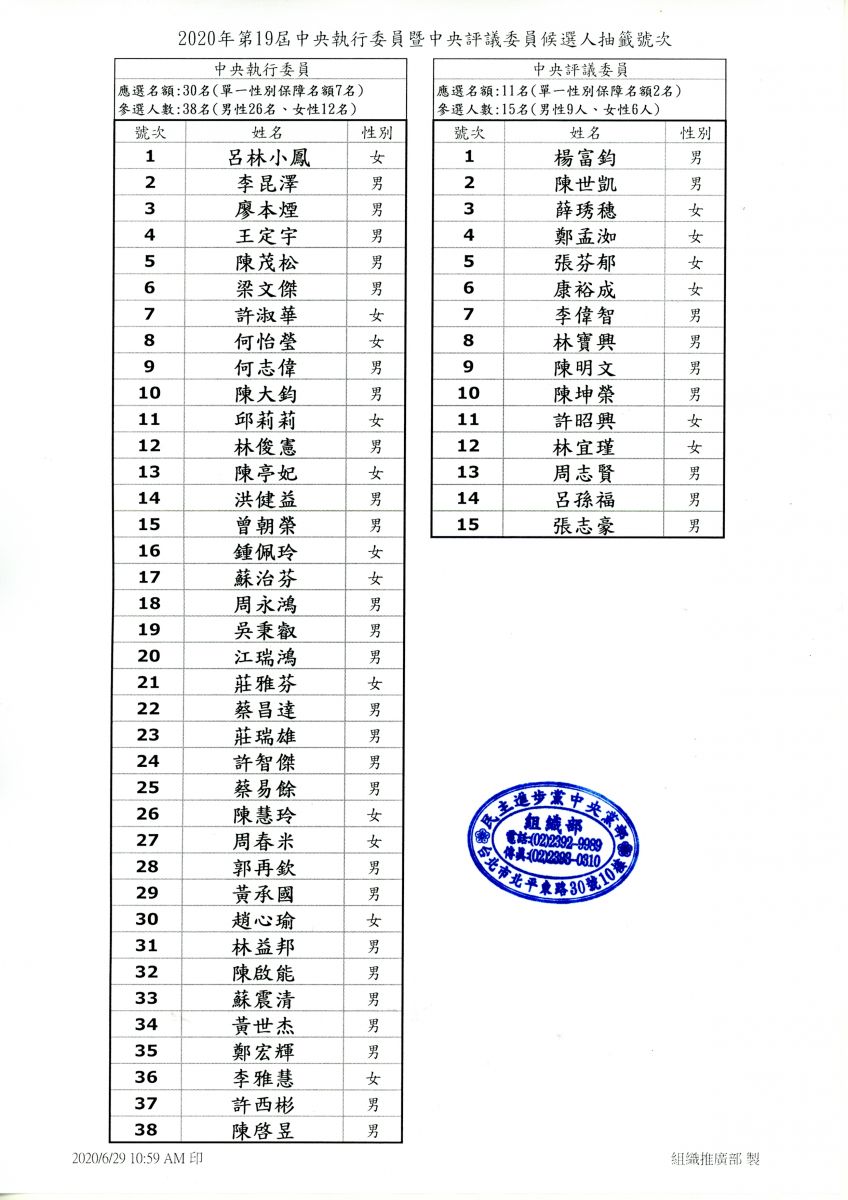 2020年第19屆中央執行委員暨中央評議委員候選人抽籤號次
中央執行委員
應選名額:30名(單一性別保障名額7名)
參選人數:38名(男性26名、女性12名)
號次 姓名 性別
1 呂林小鳳 女
2 李昆澤 男
3 廖本煙 男
4 王定宇 男
5 陳茂松 男
6 梁文傑 男
7 許淑華 女
8 何怡瑩 女
9 何志偉 男
10 陳大鈞 男
11 邱莉莉 女
12 林俊憲 男
13 陳亭妃 女
14 洪健益 男
15 曾朝榮 男
16 鍾佩玲 女
17 蘇治芬 女
18 周永鴻 男
19 吳秉叡 男
20 江瑞鴻 男
21 莊雅芬 女
22 蔡昌達 男
23 莊瑞雄 男
24 許智傑 男
25 蔡易餘 男
26 陳慧玲 女
27 周春米 女
28 郭再欽 男
29 黃承國 男
30 趙心瑜 女
31 林益邦 男
32 陳啟能 男
33 蘇震清 男
34 黃世杰 男
35 鄭宏輝 男
36 李雅慧 女
37 許西彬 男
38 陳啓昱 男
中央評議委員
應選名額:11名(單一性別保障名額2名)
參選人數:15名(男性9人、女性6人)
號次 姓名 性別
1 楊富鈞 男
2 陳世凱 男
3 薛琇穗 女
4 鄭孟洳 女
5 張芬郁 女
6 康裕成 女
7 李偉智 男
8 林寶興 男
9 陳明文 男
10 陳坤榮 男
11 許昭興 女
12 林宜瑾 女
13 周志賢 男
14 呂孫福 男
15 張志豪 男
民主進步黨中央黨部
組織部
電話:(02)2392-9989
傳真:(02)2393-0310
台北市北平東路30號10樓
2020/6/29 10:59 AM 印
組織推廣部 製